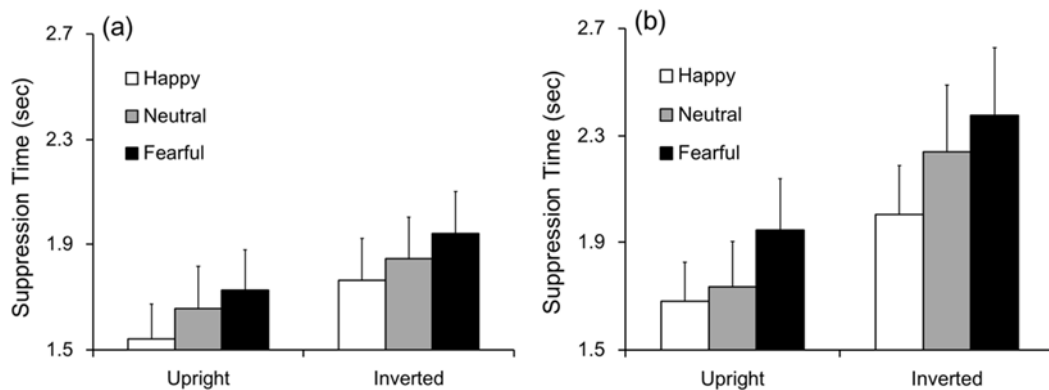 (a)
2.7
2.3
1.9
1.5
Suppression Time (sec)
Happy
Neutral
Fearful
Upright
Inverted
(b)
2.7
2.3
1.9
1.5
Suppression Time (sec)
Happy
Neutral
Fearful
Upright
Inverted